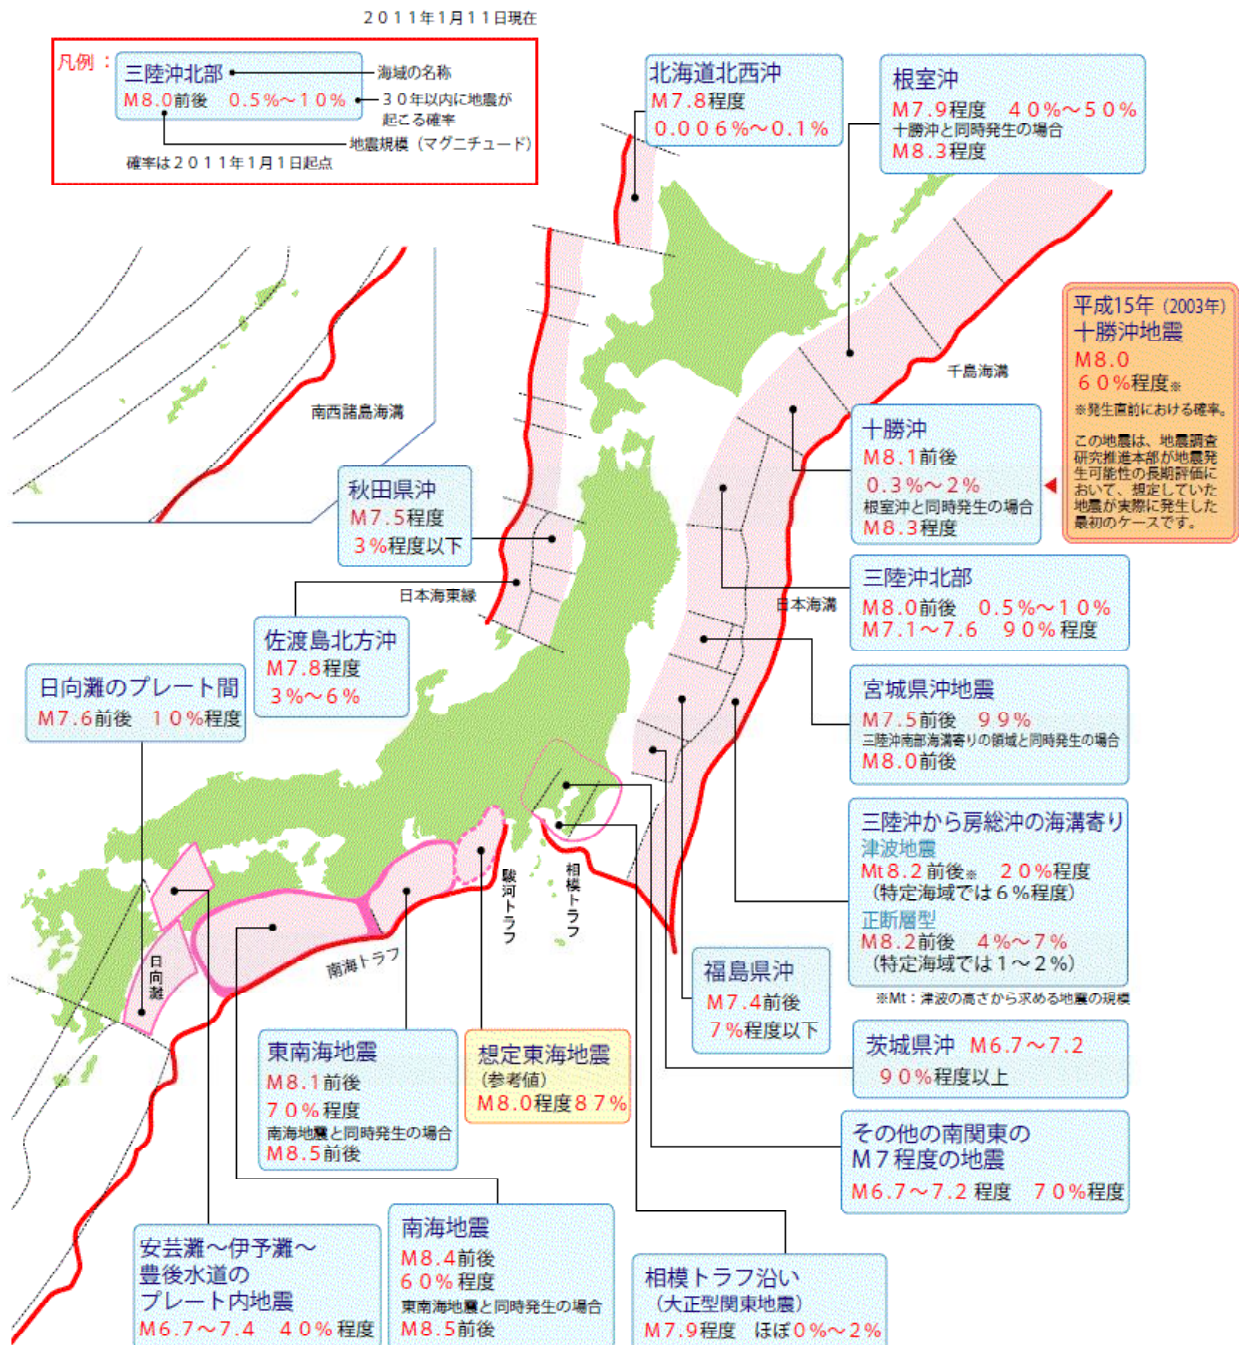 ２０１１年１月１１日現在
凡例：
三陸沖北部
M8.0前後　０.５％～１０％
海域の名称
３０年以内に地震が
起こる確率
地震規模（マグニチュード）
確率は２０１１年１月１日起点
北海道北西沖
M7.8程度
０.００６％～０.１％
根室沖
M7.9程度　４０％～５０％
十勝沖と同時発生の場合
M8.3程度
平成15年（2003年）
十勝沖地震
M8.0
６０％程度※
※発生直前における確率。
この地震は、地震調査
研究推進本部が地震発
生可能性の長期評価に
おいて、想定していた
地震が実際に発生した
最初のケースです。
千島海溝
南西諸島海溝
十勝沖
M8.1前後
０.３％～２％
根室沖と同時発生の場合
M8.3程度
秋田県沖
M7.5程度
３％程度以下
日本海東縁
佐渡島北方沖
M7.8程度
３％～６％
日本海溝
三陸沖北部
M8.0前後　０.５％～１０％
M7.1～7.6　９０％程度
日向灘のプレート間
M7.6前後　１０％程度
宮城県沖地震
M7.5前後　９９％
三陸沖南部海溝寄りの領域と同時発生の場合
M8.0前後
三陸沖から房総沖の海溝寄り
津波地震
Mt8.2前後※　２０％程度
（特定海域では６％程度）
正断層型
M8.2前後　４％～７％
（特定海域では１～２％）
※Mt：津波の高さから求める地震の規模
駿河トラフ
相模トラフ
南海トラフ
日向灘
福島県沖
M7.4前後
７％程度以下
茨城県沖　M6.7～7.2
９０％程度以上
東南海地震
M8.1前後
７０％程度
南海地震と同時発生の場合
M8.5前後
想定東海地震
（参考値）
M8.0程度８７％
その他の南関東の
M７程度の地震
M6.7～7.2程度　７０％程度
安芸灘～伊予灘～
豊後水道の
プレート内地震
M6.7～7.4　４０％程度
南海地震
M8.4前後
６０％程度
東南海地震と同時発生の場合
M8.5前後
相模トラフ沿い
（大正型関東地震）
M7.9程度　ほぼ０％～２％